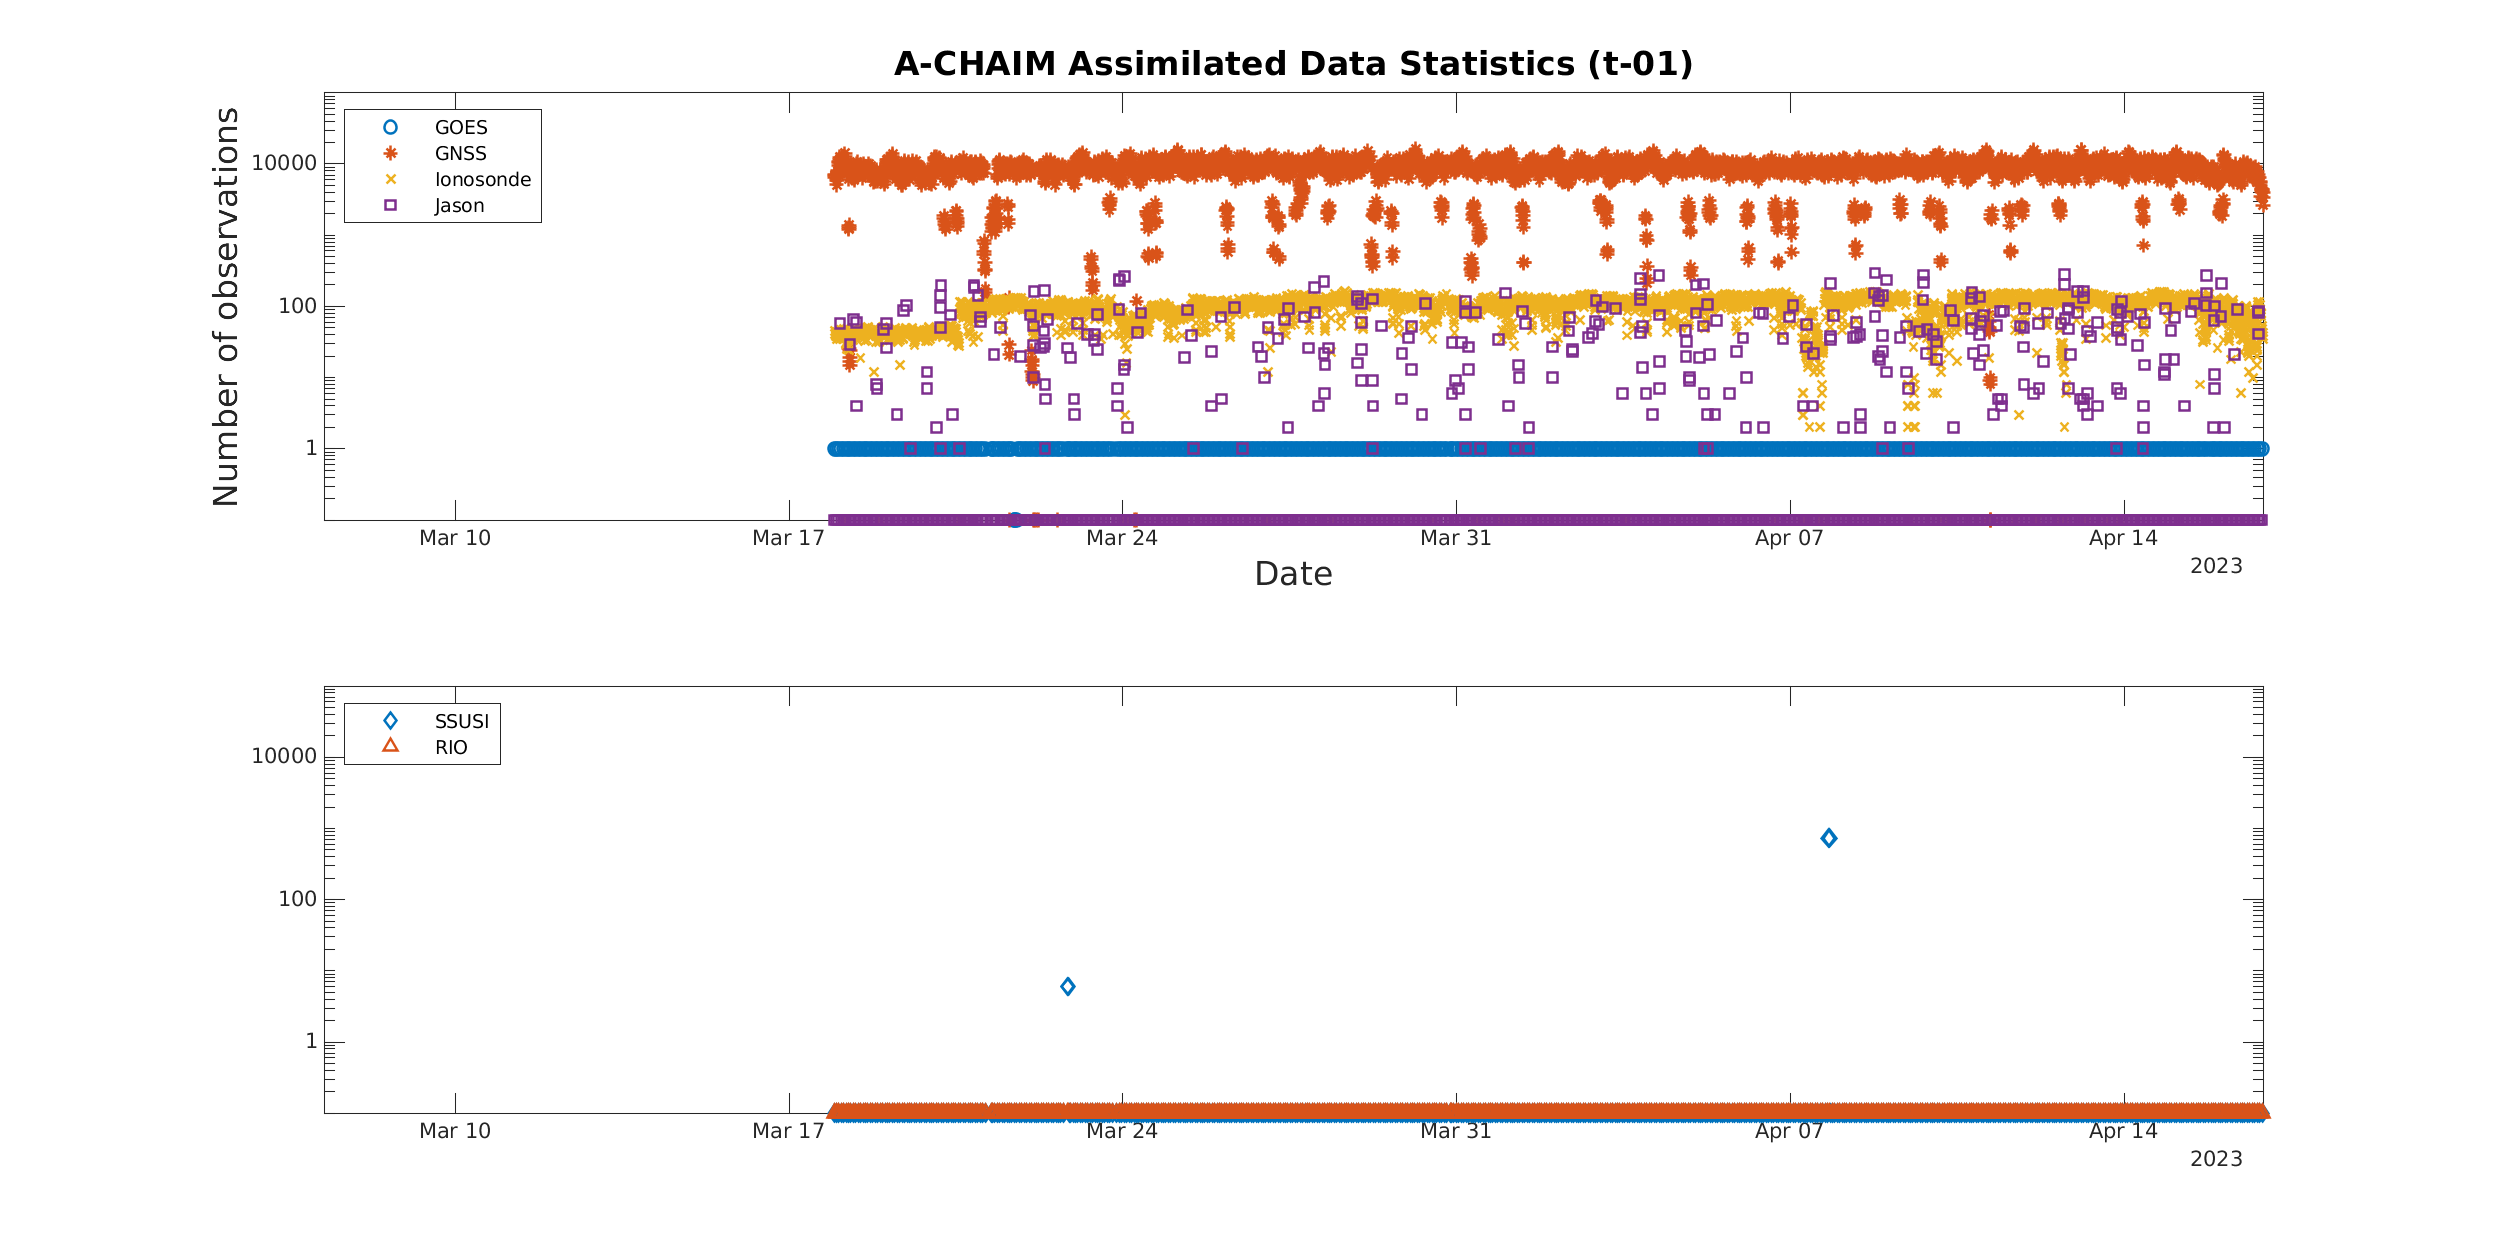 A-CHAIM Assimilated Data Statistics (t-01)
Number of observations
GOES
GNSS
Ionosonde
Jason
10000
100
1
Mar 10 Mar 17 Mar 24 Mar 31 Apr 07 Apr 14
2023
Date
SSUSI
RIO
10000
100
1
Mar 10 Mar 17 Mar 24 Mar 31 Apr 07 Apr 14
2023